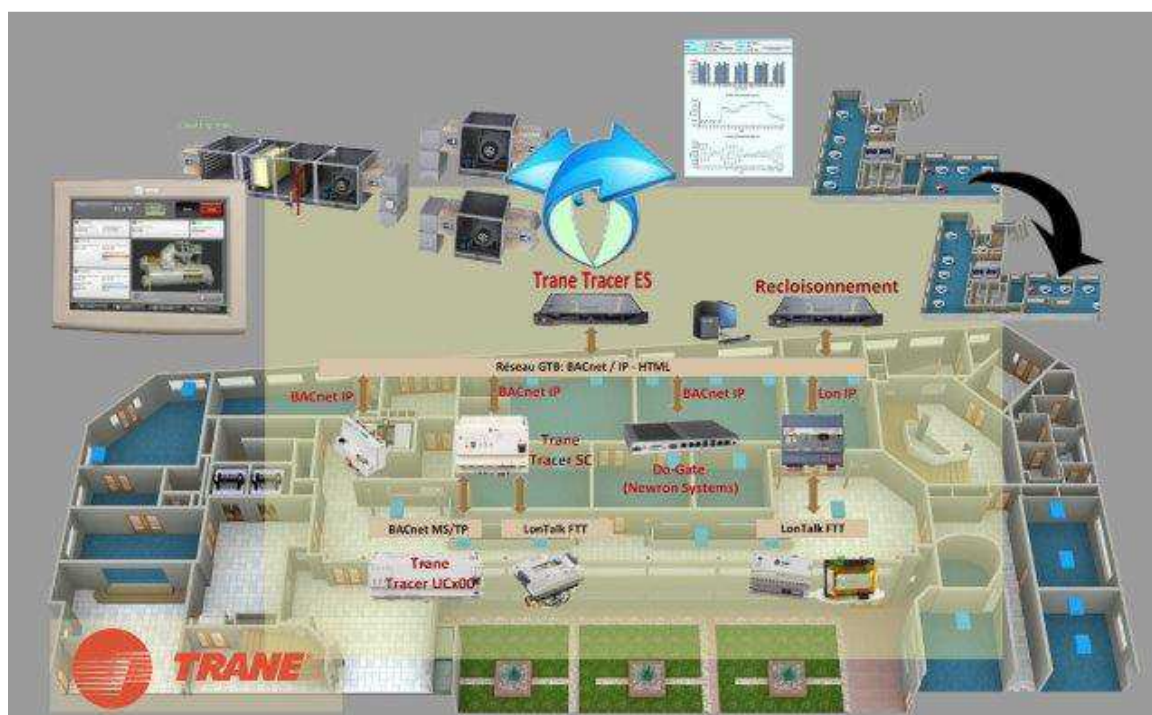 Trane Tracer ES
Recloisonnement
Réseau GTB: BACnet / IP - HTML
BACnet IP
BACnet IP
BACnet IP
Lon IP
Trane
Tracer SC
Do-Gate
(Newron Systems)
BACnet MS/TP
LonTalk FTT
LonTalk FTT
Trane
Tracer UCx00
TRANE